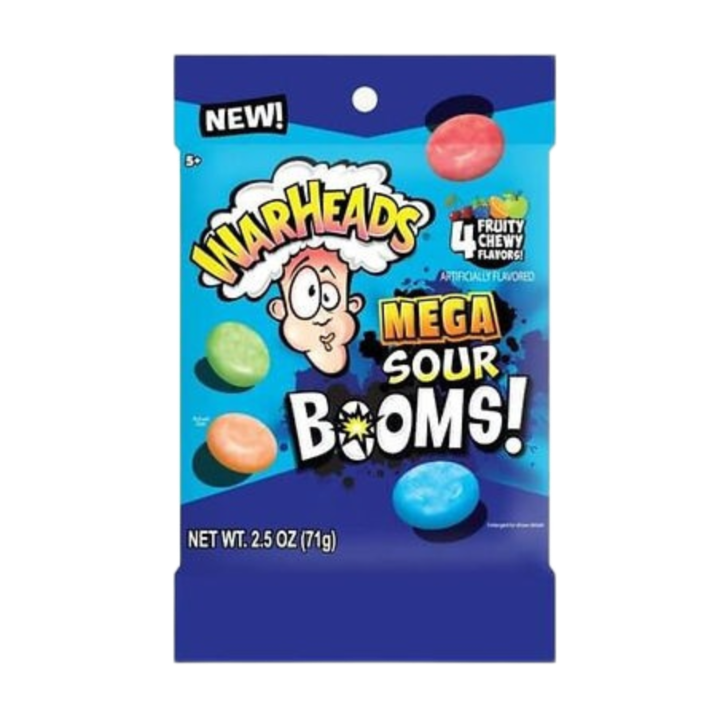 NEW!
5+
WARHEADS
4 FRUITY
CHEWY
FLAVORS!
ARTIFICIALLY FLAVORED
MEGA
SOUR
BOOMS!
NET WT. 2.5 OZ (71g)